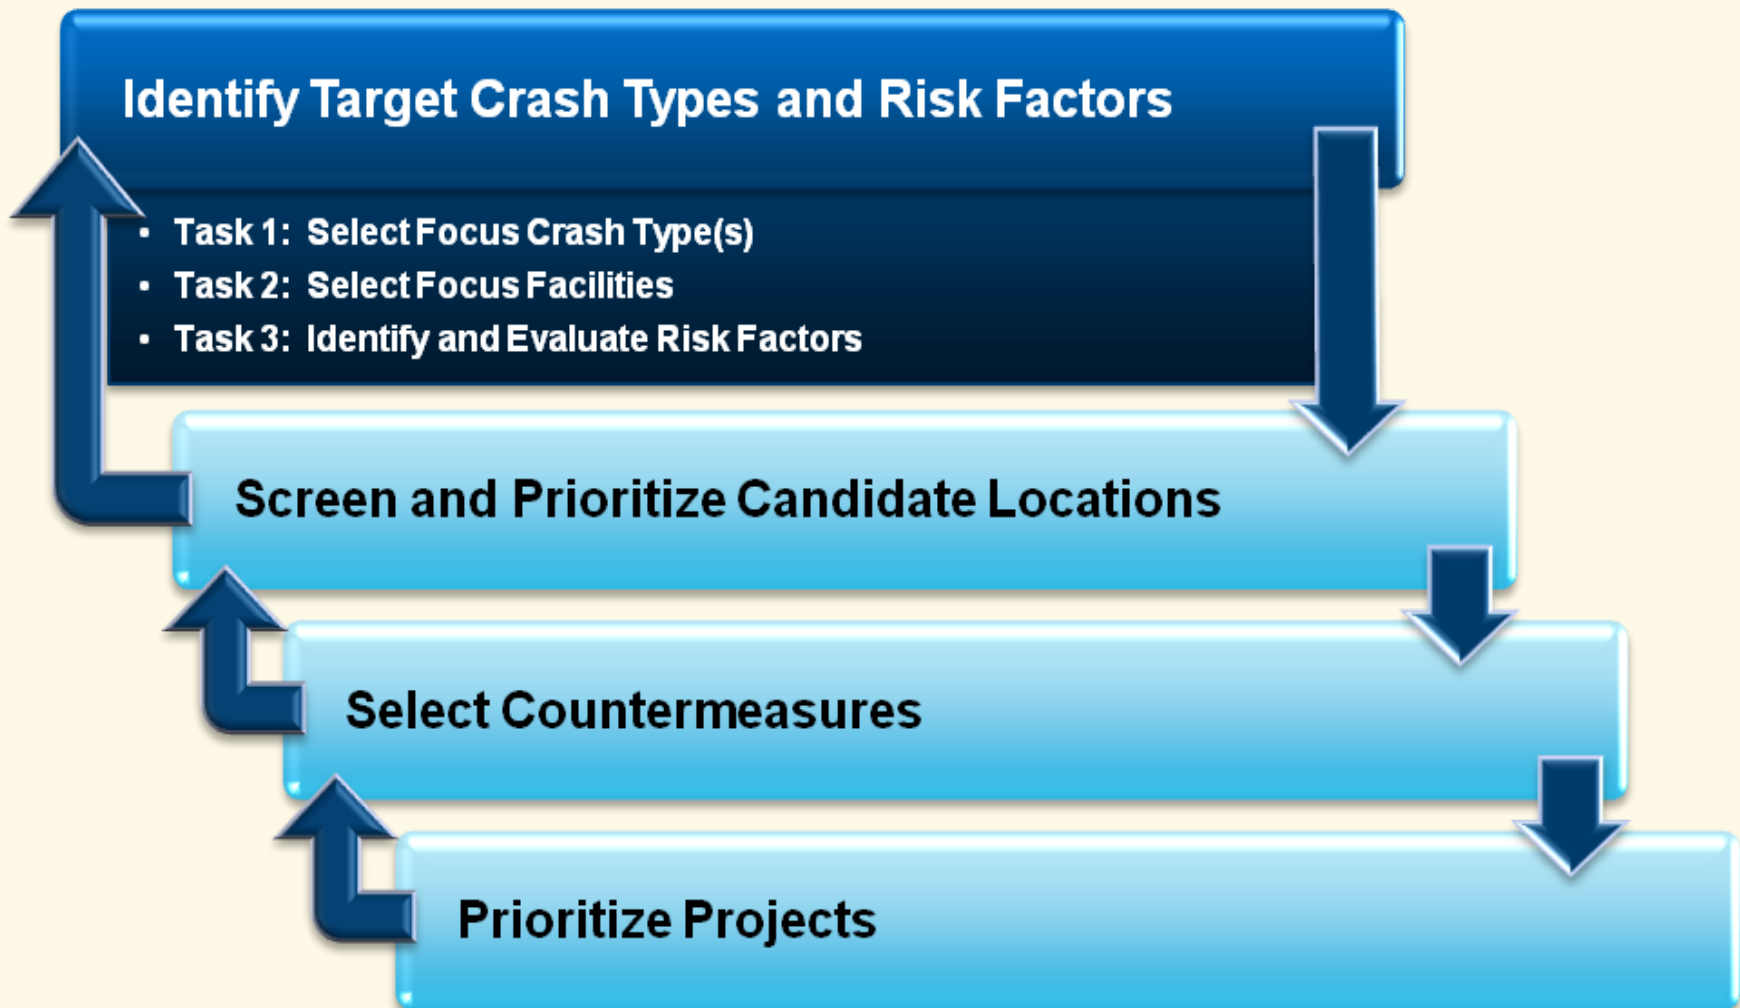 Identify Target Crash Types and Risk Factors
• Task 1: Select Focus Crash Type(s)
• Task 2: Select Focus Facilities
• Task 3: Identify and Evaluate Risk Factors
Screen and Prioritize Candidate Locations
Select Countermeasures
Prioritize Projects